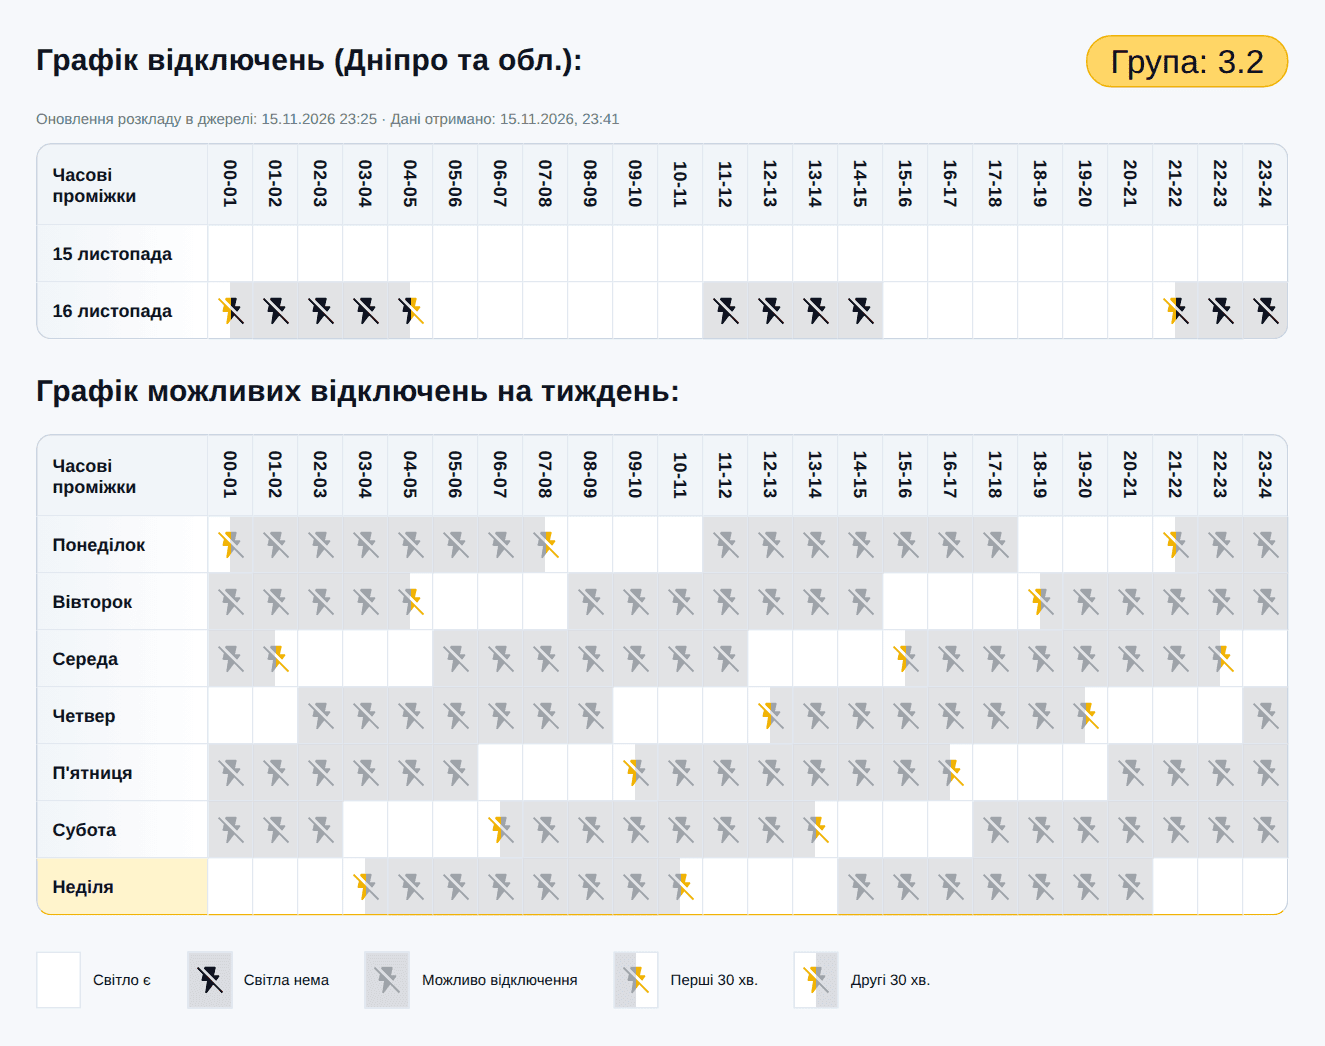 Графік відключень (Дніпро та обл.):
Група: 3.2
Оновлення розкладу в джерелі: 15.11.2026 23:25 · Дані отримано: 15.11.2026, 23:41
Часові проміжки 00-01 01-02 02-03 03-04 04-05 05-06 06-07 07-08 08-09 09-10 10-11 11-12 12-13 13-14 14-15 15-16 16-17 17-18 18-19 19-20 20-21 21-22 22-23 23-24
15 листопада
16 листопада
Графік можливих відключень на тиждень:
Часові проміжки 00-01 01-02 02-03 03-04 04-05 05-06 06-07 07-08 08-09 09-10 10-11 11-12 12-13 13-14 14-15 15-16 16-17 17-18 18-19 19-20 20-21 21-22 22-23 23-24
Понеділок
Вівторок
Середа
Четвер
П'ятниця
Субота
Неділя
Світло є Світла нема Можливо відключення Перші 30 хв. Другі 30 хв.